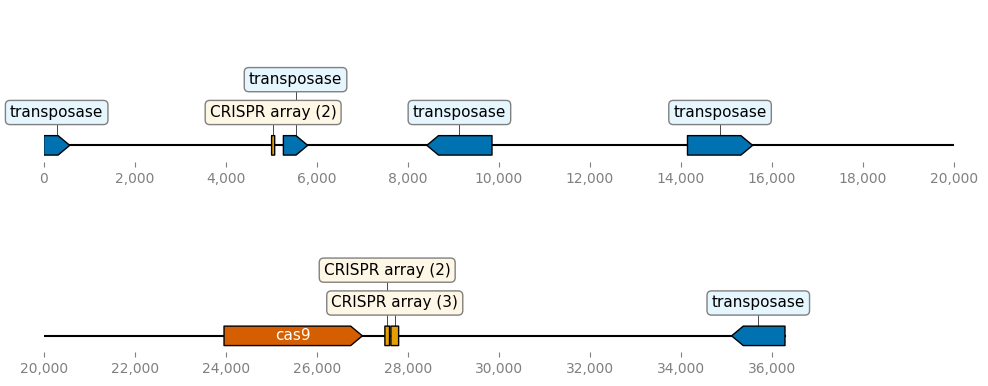 transposase
transposase CRISPR array (2) transposase transposase
0 2,000 4,000 6,000 8,000 10,000 12,000 14,000 16,000 18,000 20,000
CRISPR array (2)
CRISPR array (3) transposase
cas9
20,000 22,000 24,000 26,000 28,000 30,000 32,000 34,000 36,000